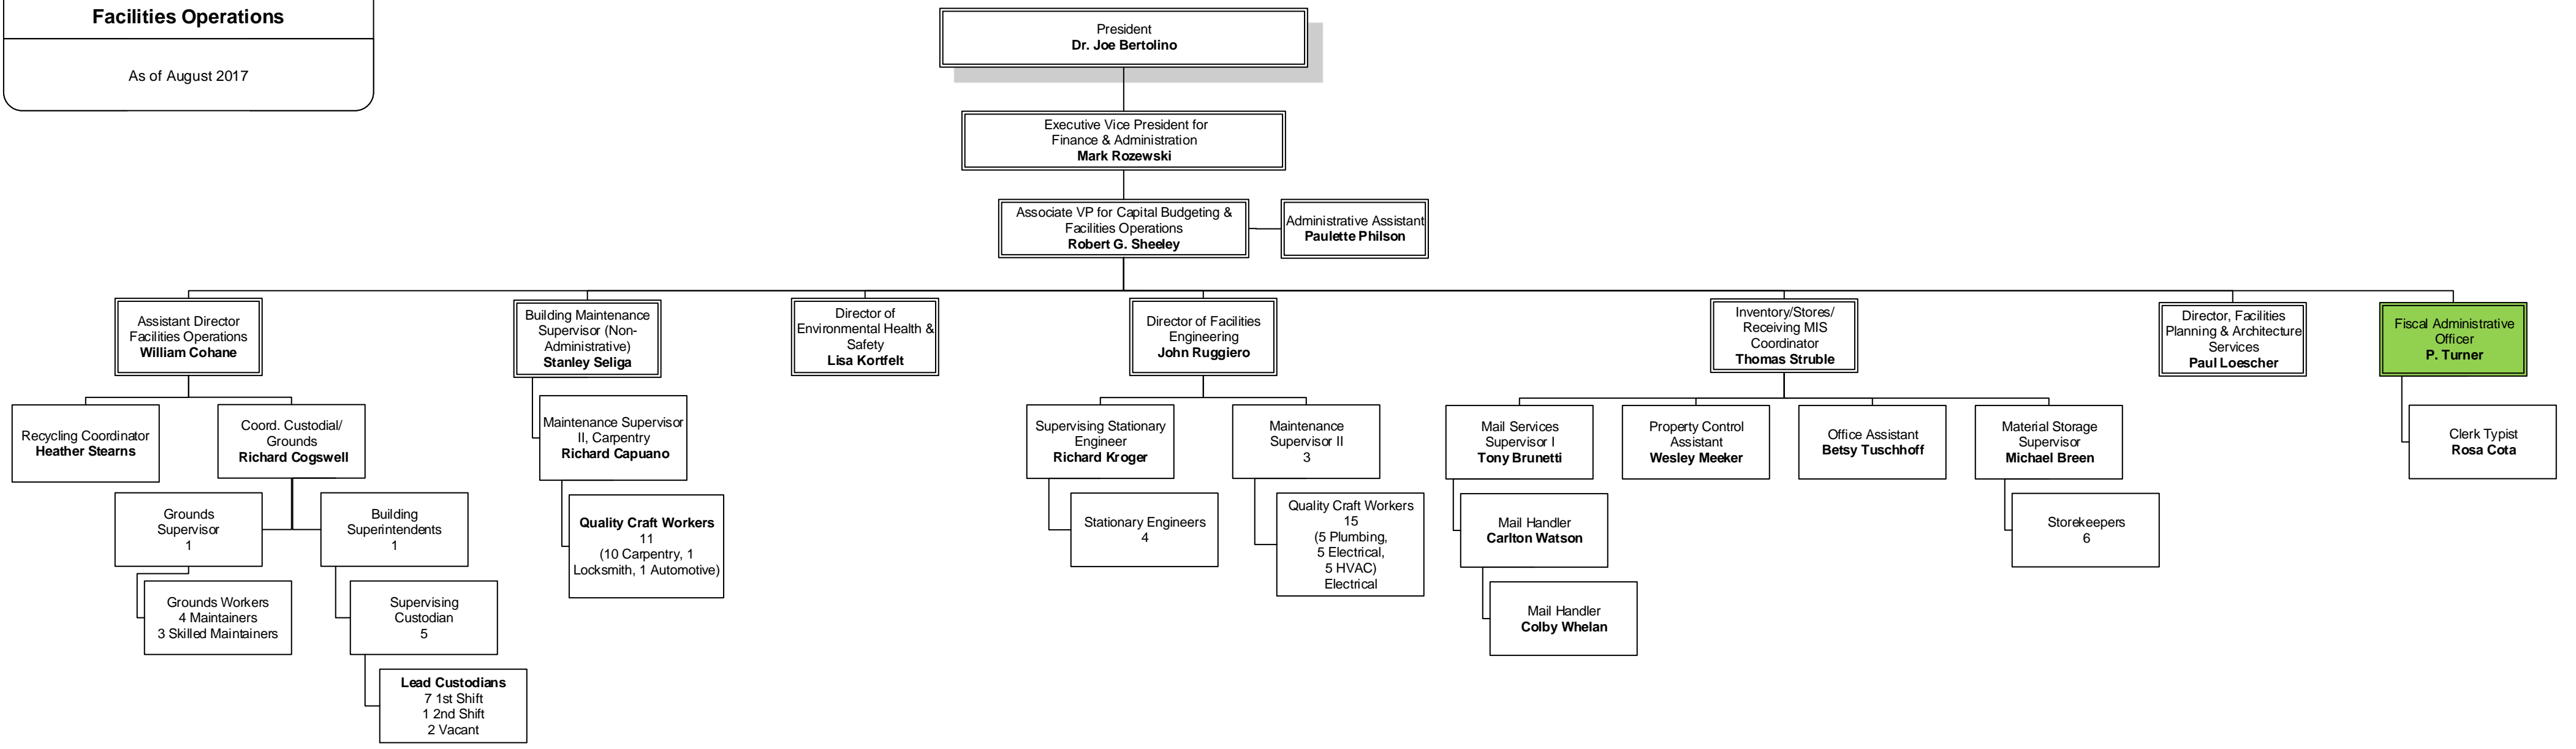 Facilities Operations
As of August 2017
President
Dr. Joe Bertolino
Executive Vice President for
Finance & Administration
Mark Rozewski
Associate VP for Capital Budgeting &
Facilities Operations
Robert G. Sheeley
Administrative Assistant
Paulette Philson
Assistant Director
Facilities Operations
William Cohane
Building Maintenance
Supervisor (Non-
Administrative)
Stanley Seliga
Director of
Environmental Health &
Safety
Lisa Kortfelt
Director of Facilities
Engineering
John Ruggiero
Inventory/Stores/
Receiving MIS
Coordinator
Thomas Struble
Director, Facilities
Planning & Architecture
Services
Paul Loescher
Fiscal Administrative
Officer
P. Turner
Recycling Coordinator
Heather Stearns
Coord. Custodial/
Grounds
Richard Cogswell
Maintenance Supervisor
II, Carpentry
Richard Capuano
Supervising Stationary
Engineer
Richard Kroger
Maintenance
Supervisor II
3
Mail Services
Supervisor I
Tony Brunetti
Property Control
Assistant
Wesley Meeker
Office Assistant
Betsy Tuschhoff
Material Storage
Supervisor
Michael Breen
Clerk Typist
Rosa Cota
Grounds
Supervisor
1
Building
Superintendents
1
Quality Craft Workers
11
(10 Carpentry, 1
Locksmith, 1 Automotive)
Stationary Engineers
4
Quality Craft Workers
15
(5 Plumbing,
5 Electrical,
5 HVAC)
Electrical
Mail Handler
Carlton Watson
Storekeepers
6
Grounds Workers
4 Maintainers
3 Skilled Maintainers
Supervising
Custodian
5
Mail Handler
Colby Whelan
Lead Custodians
7 1st Shift
1 2nd Shift
2 Vacant